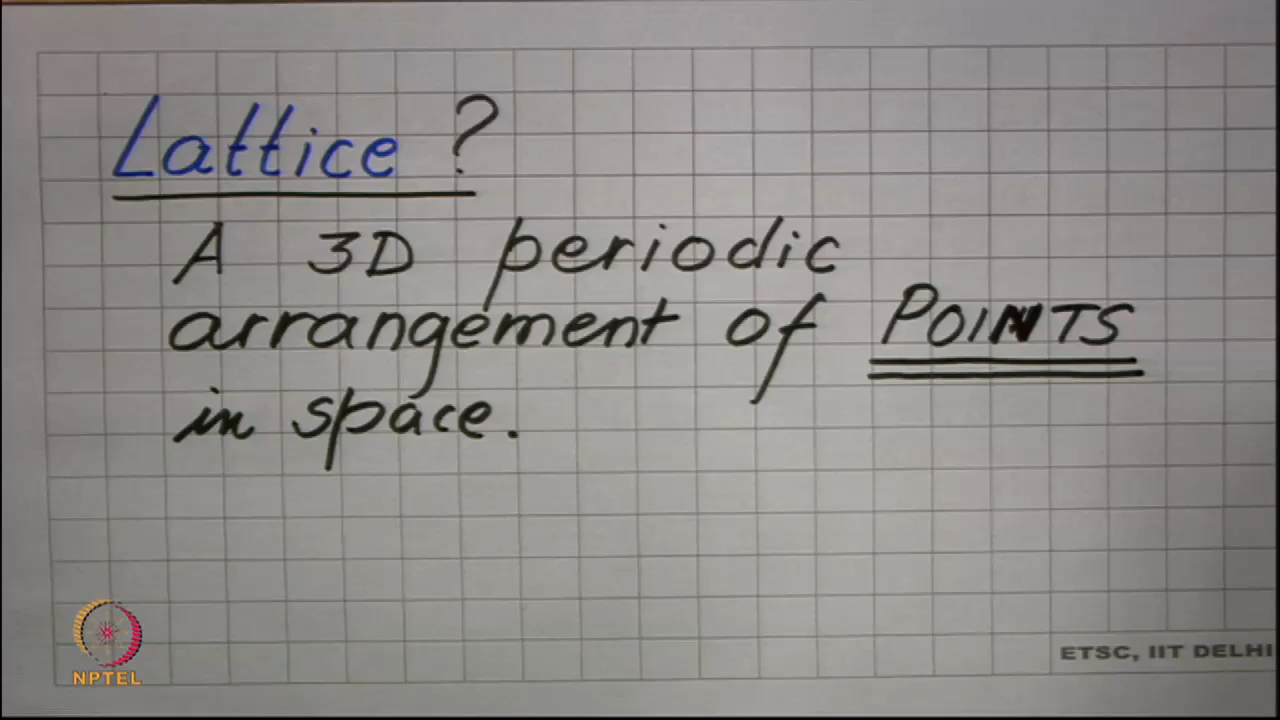 Lattice ?
A 3D periodic
arrangement of POINTS
in space.
NPTEL
ETSC, IIT DELHI